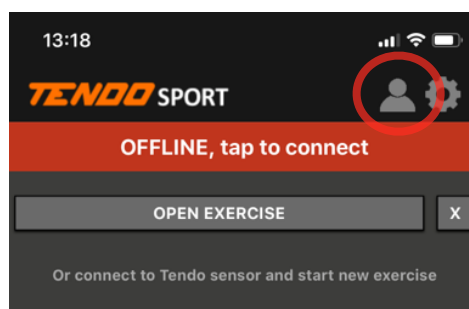 13:18
TENDO SPORT
OFFLINE, tap to connect
OPEN EXERCISE X
Or connect to Tendo sensor and start new exercise